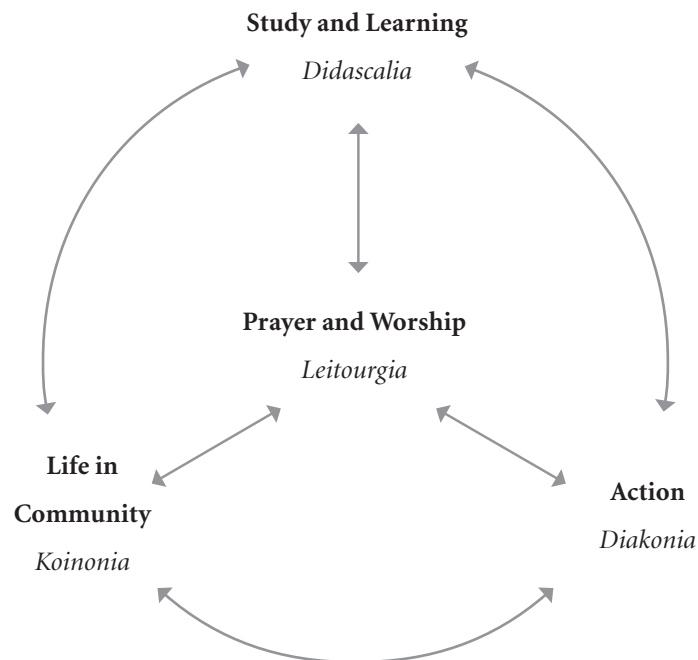 Study and Learning
Didascalia
Prayer and Worship
Leitourgia
Life in
Community
Koinonia
Action
Diakonia